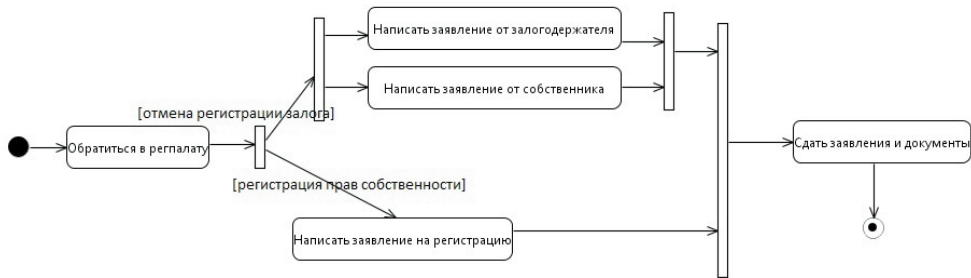 Написать заявление от залогодержателя
Написать заявление от собственника
[отмена регистрации залога]
Обратиться в регпалату
Сдать заявления и документы
[регистрация прав собственности]
Написать заявление на регистрацию